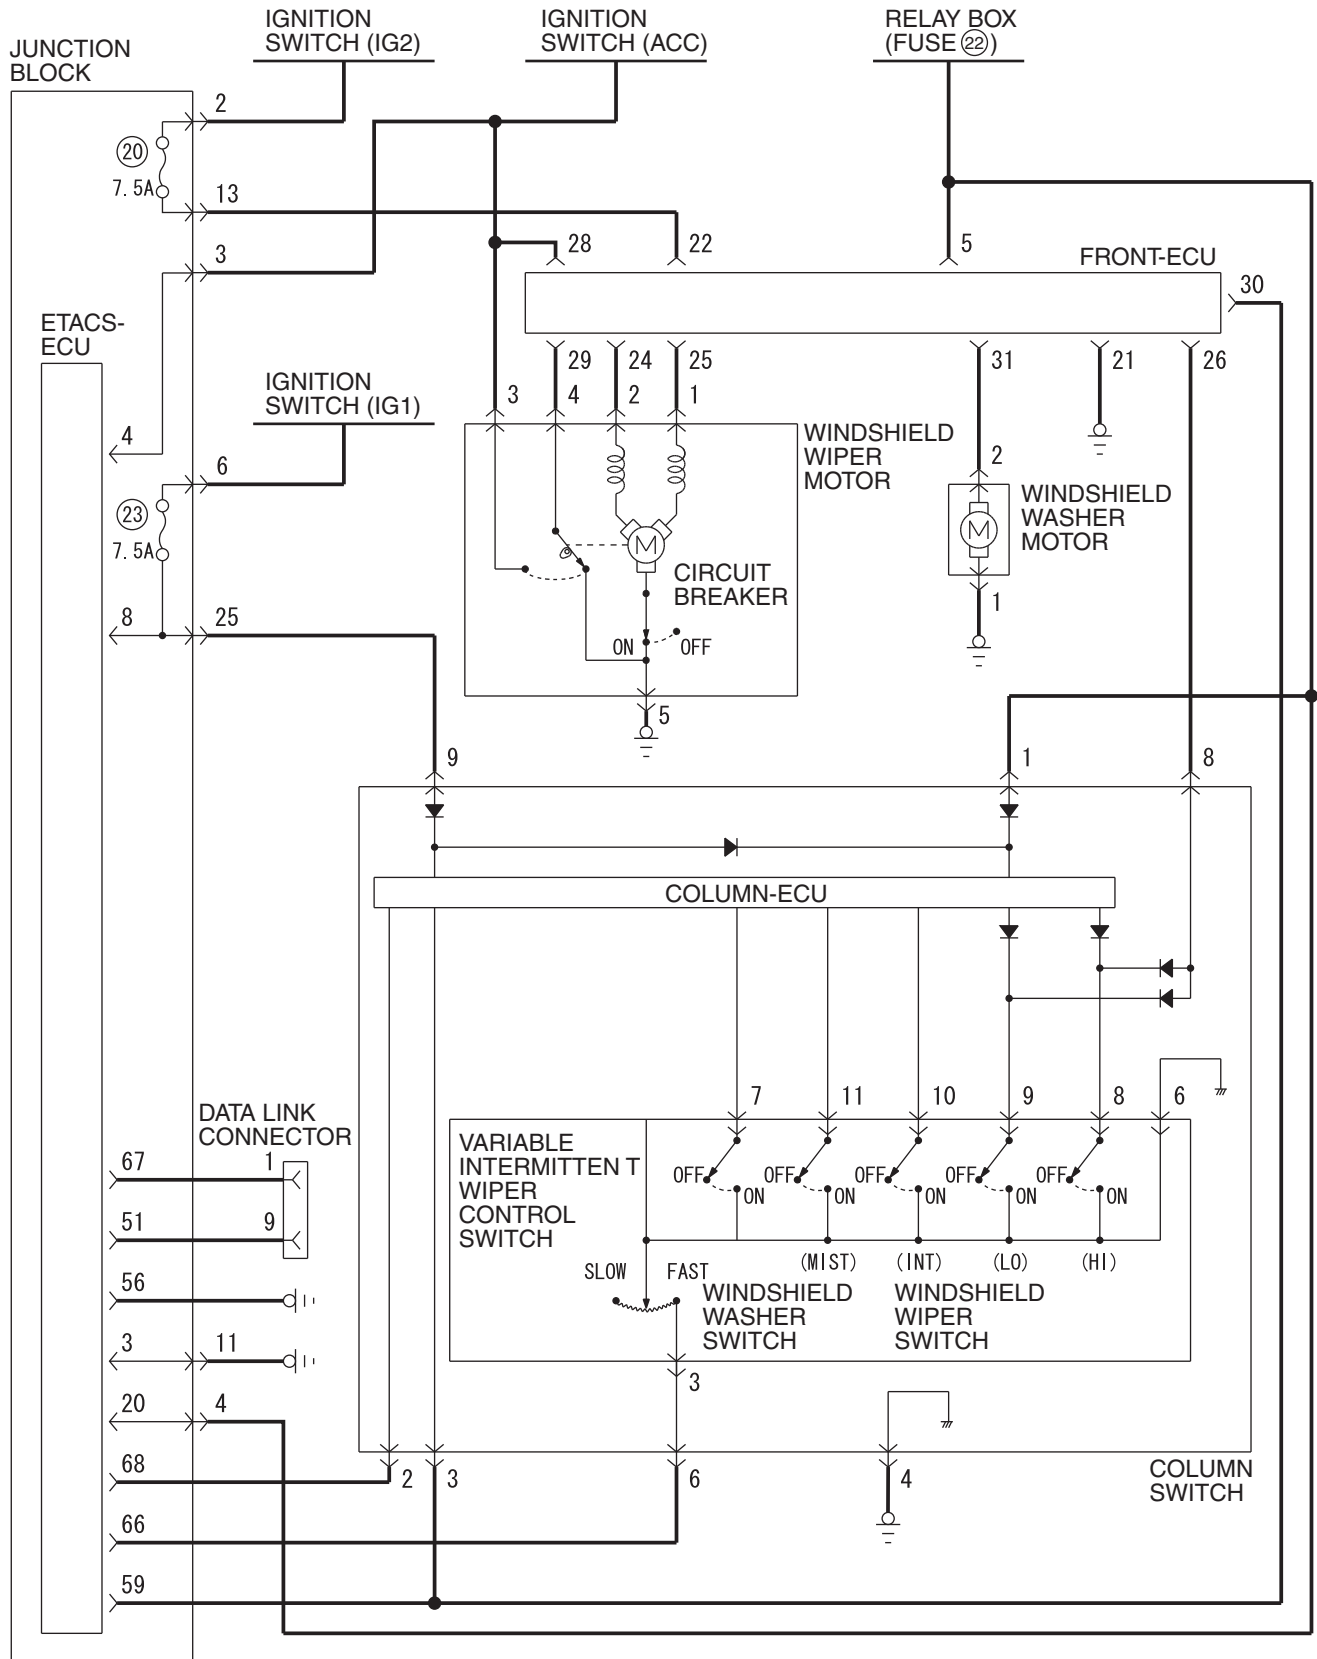 IGNITION
SWITCH (IG2)
IGNITION
SWITCH (ACC)
RELAY BOX
(FUSE 22)
JUNCTION
BLOCK
2
20
7.5A
13
3
28
22
5
FRONT-ECU
30
ETACS-
ECU
29
24
25
31
21
26
IGNITION
SWITCH (IG1)
3
4
2
1
4
WINDSHIELD
WIPER
MOTOR
6
2
23
7.5A
WINDSHIELD
WASHER
MOTOR
M
M
CIRCUIT
BREAKER
1
8
25
ON
OFF
5
9
1
8
COLUMN-ECU
7
11
10
9
8
6
DATA LINK
CONNECTOR
67
1
51
9
VARIABLE
INTERMITTEN T
WIPER
CONTROL
SWITCH
OFF
ON
OFF
ON
OFF
ON
OFF
ON
OFF
ON
(MIST)
(INT)
(LO)
(HI)
SLOW
FAST
56
WINDSHIELD
WASHER
SWITCH
WINDSHIELD
WIPER
SWITCH
3
11
3
20
4
68
2
3
6
4
COLUMN
SWITCH
66
59